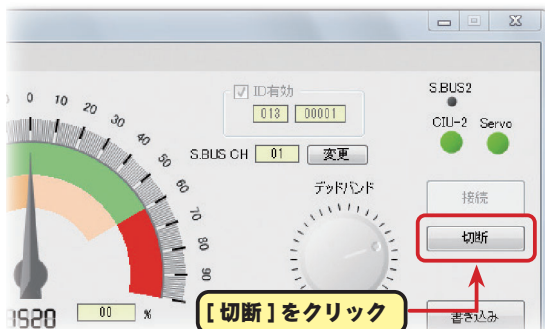 ID有効
013 00001
S.BUS2
CIU-2 Servo
S.BUS CH 01 変更
デッドバンド
接続
切断
0 10 20 30 40 50 60 70 80 90
1520
00 %
[切断]をクリック
書き込み